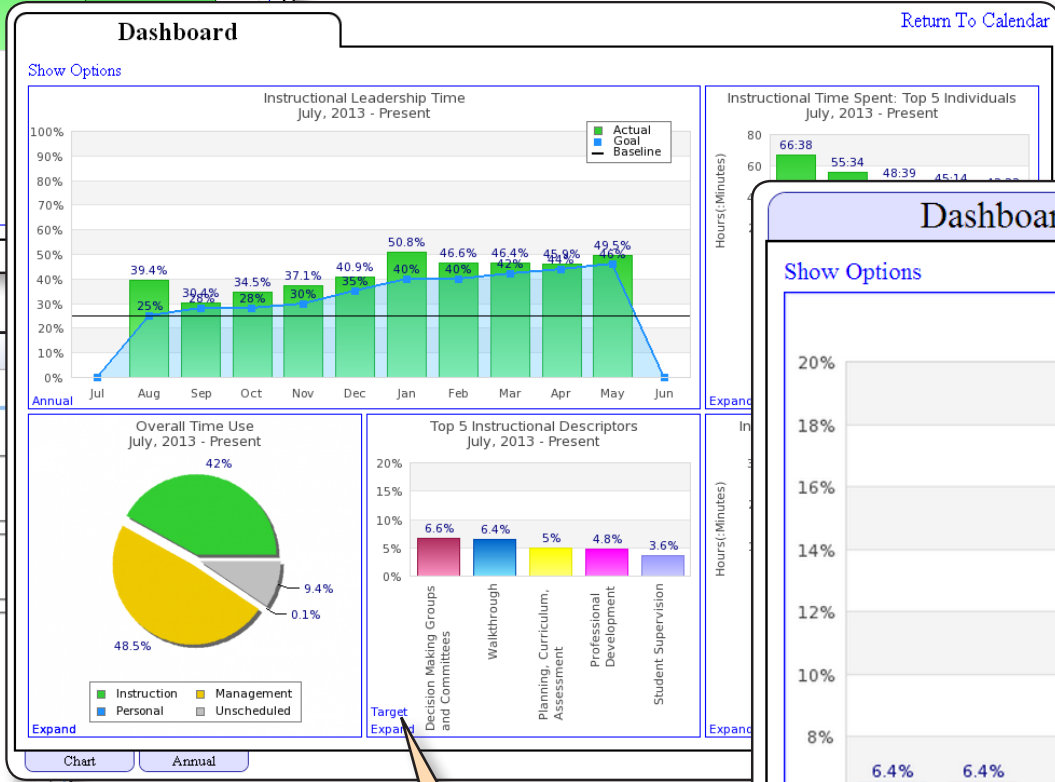 Dashboard
Return To Calendar
Show Options
Instructional Leadership Time
July, 2013 - Present
Actual
Goal
Baseline
100%
90%
80%
70%
60%
50%
40%
30%
20%
10%
0%
39.4%
30.4%
34.5%
37.1%
40.9%
50.8%
46.6%
46.4%
45.9%
49.5%
25%
28%
28%
30%
35%
40%
40%
42%
44%
46%
Jul Aug Sep Oct Nov Dec Jan Feb Mar Apr May Jun
Annual
Instructional Time Spent: Top 5 Individuals
July, 2013 - Present
Hours(:Minutes)
80
60
66:38
55:34
48:39
45:14
Expand
Overall Time Use
July, 2013 - Present
42%
9.4%
0.1%
48.5%
Instruction
Management
Personal
Unscheduled
Expand
Top 5 Instructional Descriptors
July, 2013 - Present
20%
15%
10%
5%
0%
6.6%
6.4%
5%
4.8%
3.6%
Decision Making Groups
and Committees
Walkthrough
Planning, Curriculum,
Assessment
Professional
Development
Student Supervision
Target
Expand
In
Hours(:Minutes)
Expand
Chart
Annual
Dashboar
Show Options
20%
18%
16%
14%
12%
10%
8%
6.4%
6.4%